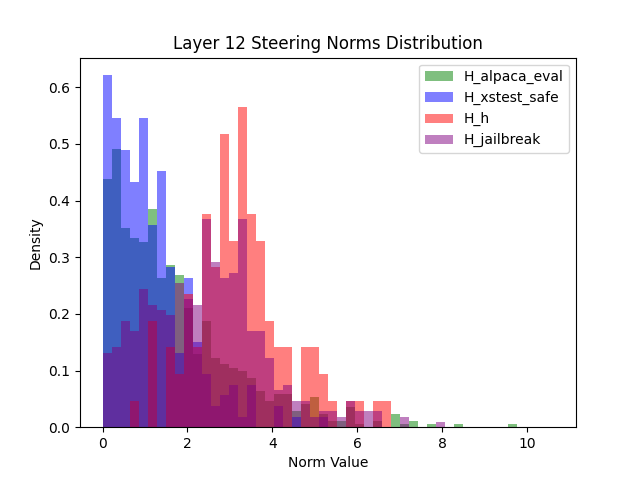 Layer 12 Steering Norms Distribution
H_alpaca_eval
H_xstest_safe
H_h
H_jailbreak
Density
0.6
0.5
0.4
0.3
0.2
0.1
0.0
0 2 4 6 8 10
Norm Value